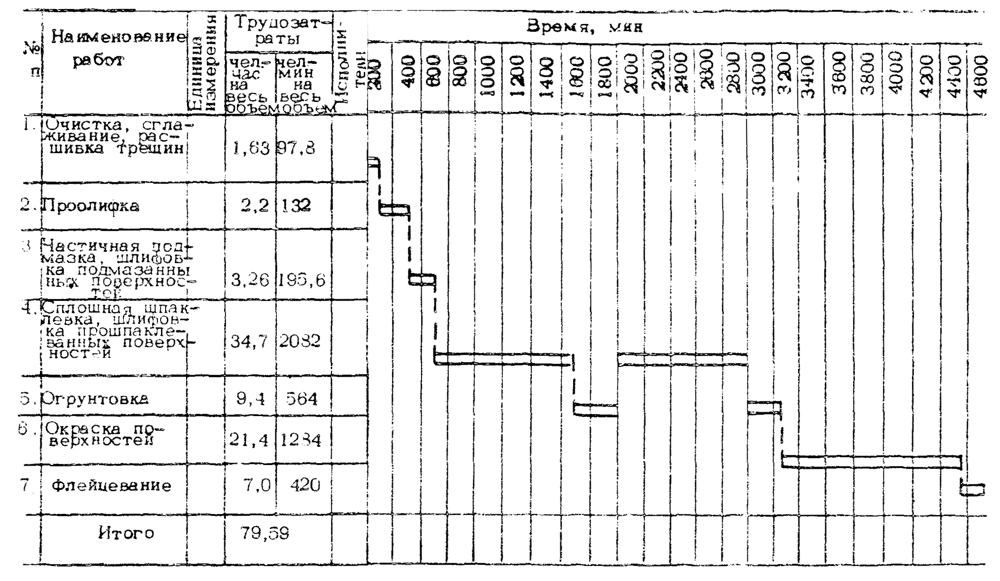 № п
Наименование
работ
Единица
измерения
Трудозат-
раты
чел-
час
на
весь
объем
чел-
мин
на
весь
объем
Исполни-
тели
Время, мин
200 400 600 800 1000 1200 1400 1600 1800 2000 2200 2400 2600 2800 3000 3200 3400 3600 3800 4000 4200 4400 4600
1. Очистка, сгла-
живание, рас-
шивка трещин 1,63 97,8
2. Проолифка 2,2 132
3 Частичная под-
мазка, шлифов-
ка подмазанны
ных поверхнос-
тей 3,26 195,6
4. Сплошная шпак-
левка, шлифов-
ка прошпакле-
ванных поверх-
ностей 34,7 2082
5. Огрунтовка 9,4 564
6. Окраска по-
верхностей 21,4 1284
7 Флейцевание 7,0 420
Итого 79,59